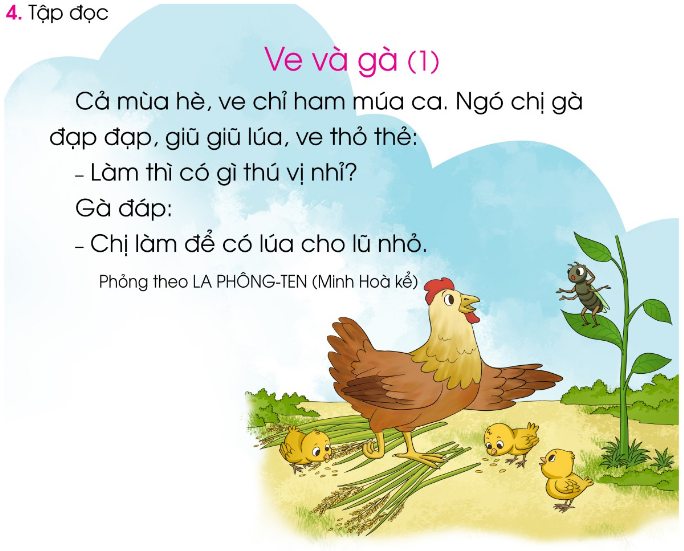 4. Tập đọc
Ve và gà (1)
Cả mùa hè, ve chỉ ham múa ca. Ngó chị gà
đạp đạp, giũ giũ lúa, ve thỏ thẻ:
– Làm thì có gì thú vị nhỉ?
Gà đáp:
– Chị làm để có lúa cho lũ nhỏ.
Phỏng theo LA PHÔNG-TEN (Minh Hoà kể)